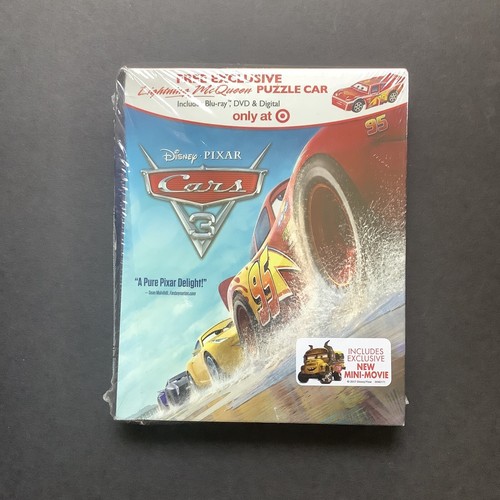 FREE EXCLUSIVE
Lightning McQueen PUZZLE CAR
Includes Blu-ray™, DVD & Digital
only at
95
DISNEY PIXAR
Cars
3
"A Pure Pixar Delight!"
95
INCLUDES
EXCLUSIVE
NEW
MINI-MOVIE